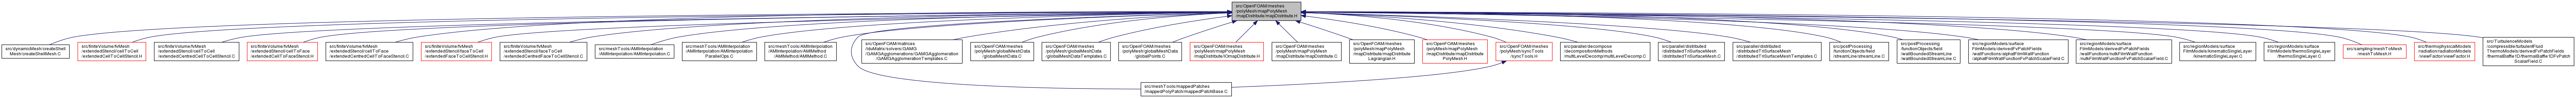 src/OpenFOAM/meshes
/polyMesh/mapPolyMesh
/mapDistribute/mapDistribute.H
src/dynamicMesh/createShell
Mesh/createShellMesh.C
src/finiteVolume/fvMesh
/extendedStencil/cellToCell
/extendedCellToCellStencil.H
src/finiteVolume/fvMesh
/extendedStencil/cellToCell
/extendedCentredCellToCellStencil.C
src/finiteVolume/fvMesh
/extendedStencil/cellToFace
/extendedCellToFaceStencil.H
src/finiteVolume/fvMesh
/extendedStencil/cellToFace
/extendedCentredCellToFaceStencil.C
src/finiteVolume/fvMesh
/extendedStencil/faceToCell
/extendedFaceToCellStencil.H
src/finiteVolume/fvMesh
/extendedStencil/faceToCell
/extendedCentredFaceToCellStencil.C
src/meshTools/AMIInterpolation
/AMIInterpolation/AMIInterpolation.C
src/meshTools/AMIInterpolation
/AMIInterpolation/AMIInterpolation
ParallelOps.C
src/meshTools/AMIInterpolation
/AMIInterpolation
/AMIMethod/AMIMethod.C
src/OpenFOAM/matrices
/lduMatrix/solvers/GAMG
/GAMGAgglomerations/GAMGAgglomeration
/GAMGAgglomerationTemplates.C
src/OpenFOAM/meshes
/polyMesh/globalMeshData
/globalMeshData.C
src/OpenFOAM/meshes
/polyMesh/globalMeshData
/globalMeshDataTemplates.C
src/OpenFOAM/meshes
/polyMesh/globalMeshData
/globalPoints.C
src/OpenFOAM/meshes
/polyMesh/mapPolyMesh
/mapDistribute/IOmapDistribute.H
src/OpenFOAM/meshes
/polyMesh/mapPolyMesh
/mapDistribute/mapDistribute.C
src/OpenFOAM/meshes
/polyMesh/mapPolyMesh
/mapDistribute/mapDistribute
Lagrangian.H
src/OpenFOAM/meshes
/polyMesh/mapPolyMesh
/mapDistribute/mapDistribute
PolyMesh.H
src/OpenFOAM/meshes
/polyMesh/syncTools
/syncTools.H
src/parallel/decompose
/decompositionMethods
/multiLevelDecomp/multiLevelDecomp.C
src/parallel/distributed
/distributedTriSurfaceMesh
/distributedTriSurfaceMesh.C
src/parallel/distributed
/distributedTriSurfaceMesh
/distributedTriSurfaceMeshTemplates.C
src/postProcessing
/functionObjects/field
/streamLine/streamLine.C
src/postProcessing
/functionObjects/field
/wallBoundedStreamLine
/wallBoundedStreamLine.C
src/regionModels/surface
FilmModels/derivedFvPatchFields
/wallFunctions/alphatFilmWallFunction
/alphatFilmWallFunctionFvPatchScalarField.C
src/regionModels/surface
FilmModels/derivedFvPatchFields
/wallFunctions/nutkFilmWallFunction
/nutkFilmWallFunctionFvPatchScalarField.C
src/regionModels/surface
FilmModels/kinematicSingleLayer
/kinematicSingleLayer.C
src/regionModels/surface
FilmModels/thermoSingleLayer
/thermoSingleLayer.C
src/sampling/meshToMesh
/meshToMesh.H
src/thermophysicalModels
/radiation/radiationModels
/viewFactor/viewFactor.H
src/TurbulenceModels
/compressible/turbulentFluid
ThermoModels/derivedFvPatchFields
/thermalBaffle1D/thermalBaffle1DFvPatch
ScalarField.C
src/meshTools/mappedPatches
/mappedPolyPatch/mappedPatchBase.C